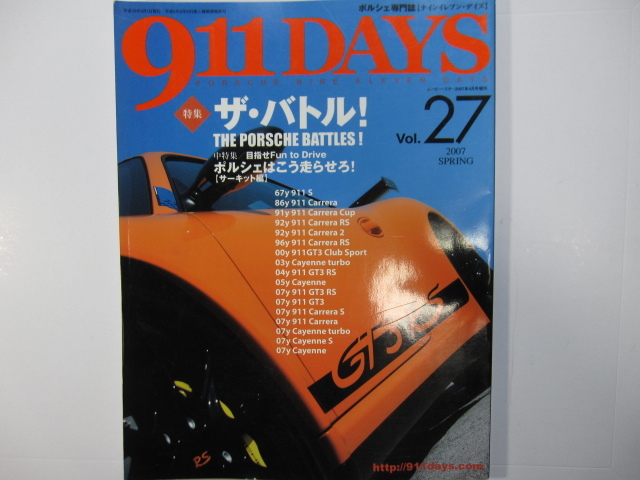 ポルシェ専門誌［ナインイレブン・デイズ］
911DAYS
PORSCHE NINE ELEVEN DAYS
特集
ザ・バトル!
THE PORSCHE BATTLES!
中特集／目指せFun to Drive
ポルシェはこう走らせろ!
［サーキット編］
Vol. 27
2007
SPRING
67y 911 S
86y 911 Carrera
91y 911 Carrera Cup
92y 911 Carrera RS
92y 911 Carrera 2
96y 911 Carrera RS
00y 911GT3 Club Sport
03y Cayenne turbo
04y 911 GT3 RS
05y Cayenne
07y 911 GT3 RS
07y 911 GT3
07y 911 Carrera S
07y 911 Carrera
07y Cayenne turbo
07y Cayenne S
07y Cayenne
GT3 RS
RS
http://911days.com